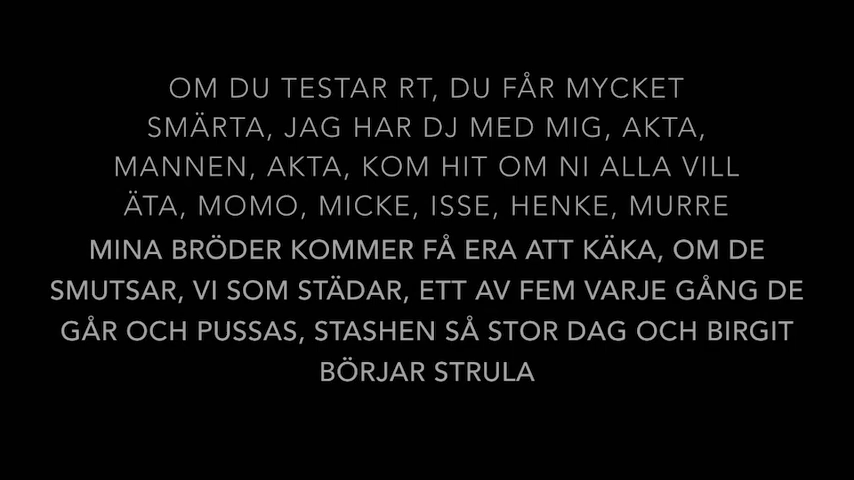 OM DU TESTAR RT, DU FÅR MYCKET
SMÄRTA, JAG HAR DJ MED MIG, AKTA,
MANNEN, AKTA, KOM HIT OM NI ALLA VILL
ÄTA, MOMO, MICKE, ISSE, HENKE, MURRE
MINA BRÖDER KOMMER FÅ ERA ATT KÄKA, OM DE
SMUTSAR, VI SOM STÄDAR, ETT AV FEM VARJE GÅNG DE
GÅR OCH PUSSAS, STASHEN SÅ STOR DAG OCH BIRGIT
BÖRJAR STRULA